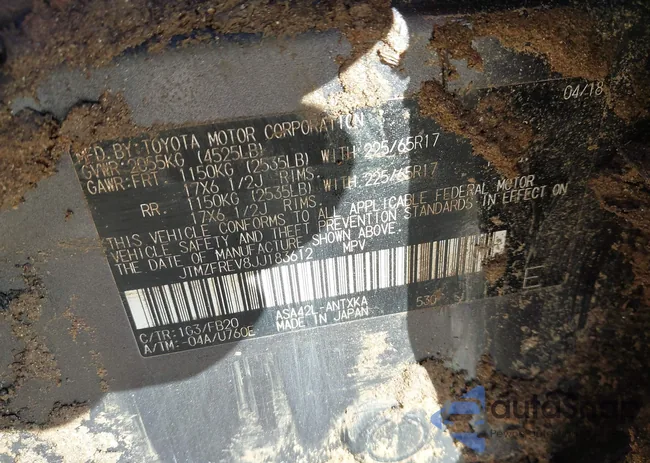 04/18
MFD.BY:TOYOTA MOTOR CORPORATION
GVWR:2055KG (4525LB)
GAWR:FRT. 1150KG (2535LB) WITH 225/65R17
17X6 1/2J RIMS.
RR. 1150KG (2535LB) WITH 225/65R17
17X6 1/2J RIMS.
THIS VEHICLE CONFORMS TO ALL APPLICABLE FEDERAL MOTOR
VEHICLE SAFETY AND THEFT PREVENTION STANDARDS IN EFFECT ON
THE DATE OF MANUFACTURE SHOWN ABOVE.
JTMZFREV8JJ183612 MPV
E
ASA42L-ANTXKA 530
C/TR:1G3/FB20 MADE IN JAPAN
A/TM:-04A/U760E